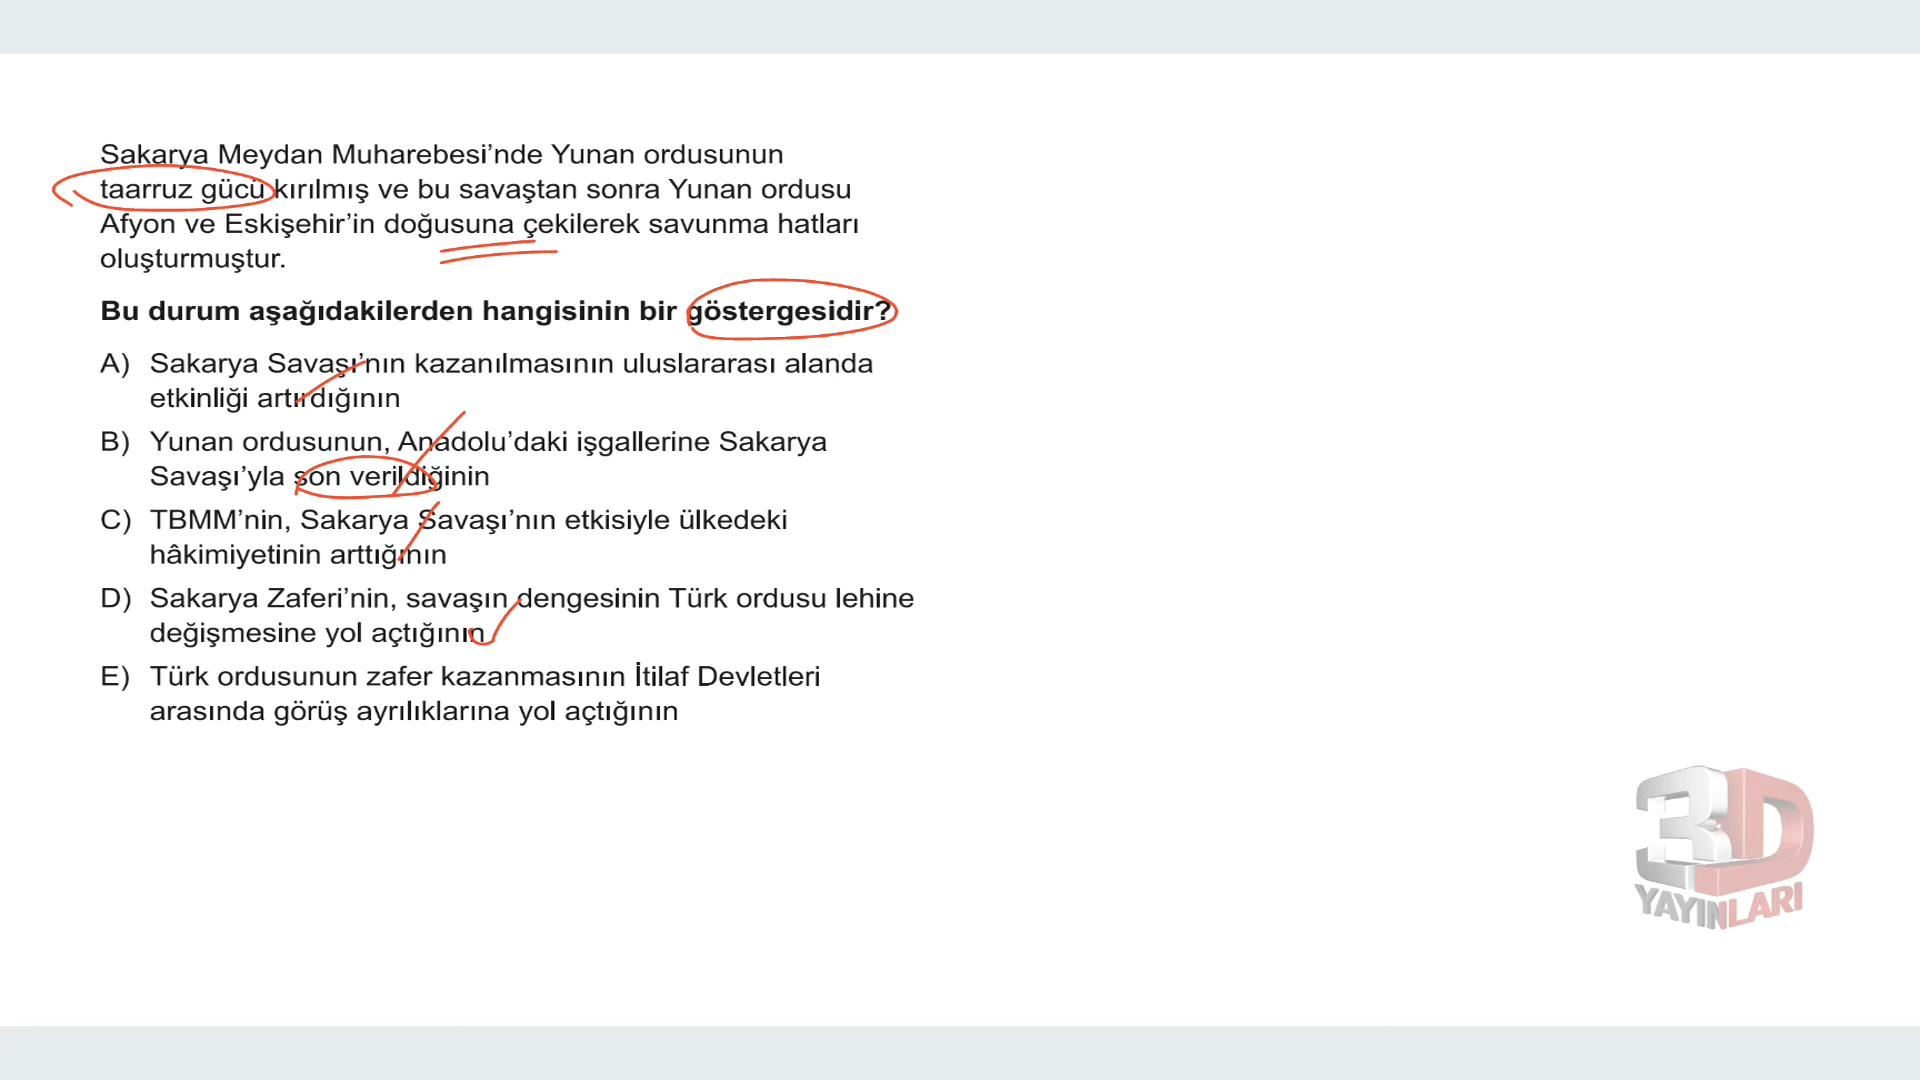 Sakarya Meydan Muharebesi’nde Yunan ordusunun
taarruz gücü kırılmış ve bu savaştan sonra Yunan ordusu
Afyon ve Eskişehir’in doğusuna çekilerek savunma hatları
oluşturmuştur.
Bu durum aşağıdakilerden hangisinin bir göstergesidir?
A) Sakarya Savaşı’nın kazanılmasının uluslararası alanda
etkinliği artırdığının
B) Yunan ordusunun, Anadolu’daki işgallerine Sakarya
Savaşı’yla son verildiğinin
C) TBMM’nin, Sakarya Savaşı’nın etkisiyle ülkedeki
hâkimiyetinin arttığının
D) Sakarya Zaferi’nin, savaşın dengesinin Türk ordusu lehine
değişmesine yol açtığının
E) Türk ordusunun zafer kazanmasının İtilaf Devletleri
arasında görüş ayrılıklarına yol açtığının
3D
YAYINLARI